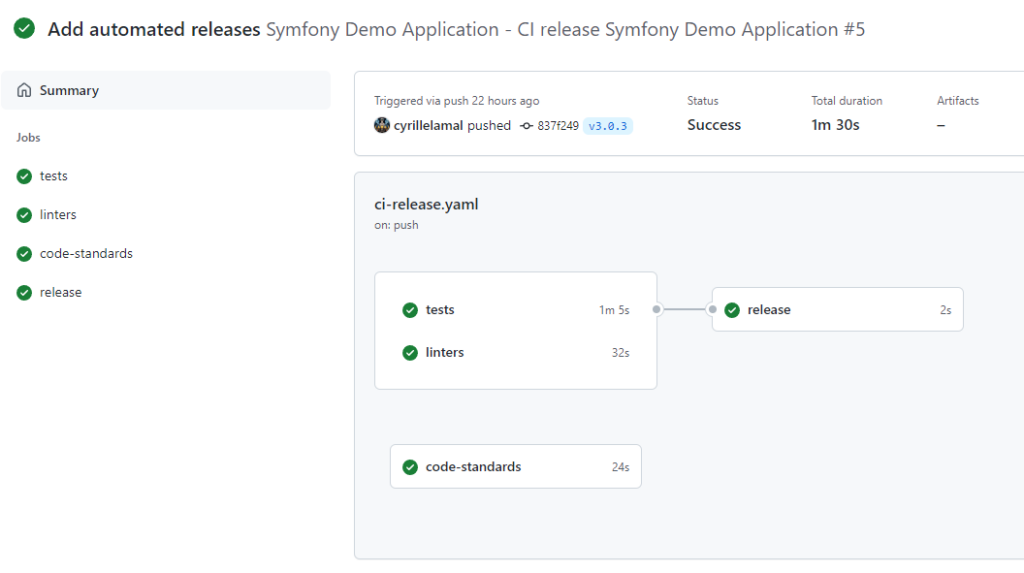 Add automated releases Symfony Demo Application - CI release Symfony Demo Application #5
Summary
Jobs
tests
linters
code-standards
release
Triggered via push 22 hours ago
cyrillelamal pushed 837f249 v3.0.3
Status
Success
Total duration
1m 30s
Artifacts
–
ci-release.yaml
on: push
tests 1m 5s
linters 32s
release 2s
code-standards 24s